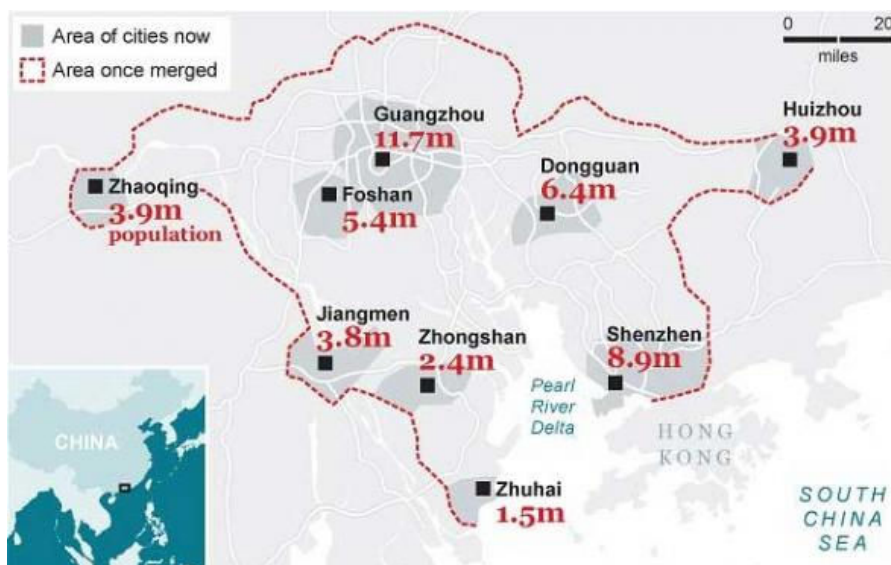 Area of cities now
Area once merged
0 20
miles
Guangzhou
11.7m
Huizhou
3.9m
Dongguan
6.4m
Zhaoqing
3.9m
population
Foshan
5.4m
Jiangmen
3.8m
Zhongshan
2.4m
Shenzhen
8.9m
Pearl
River
Delta
HONG
KONG
CHINA
Zhuhai
1.5m
SOUTH
CHINA
SEA